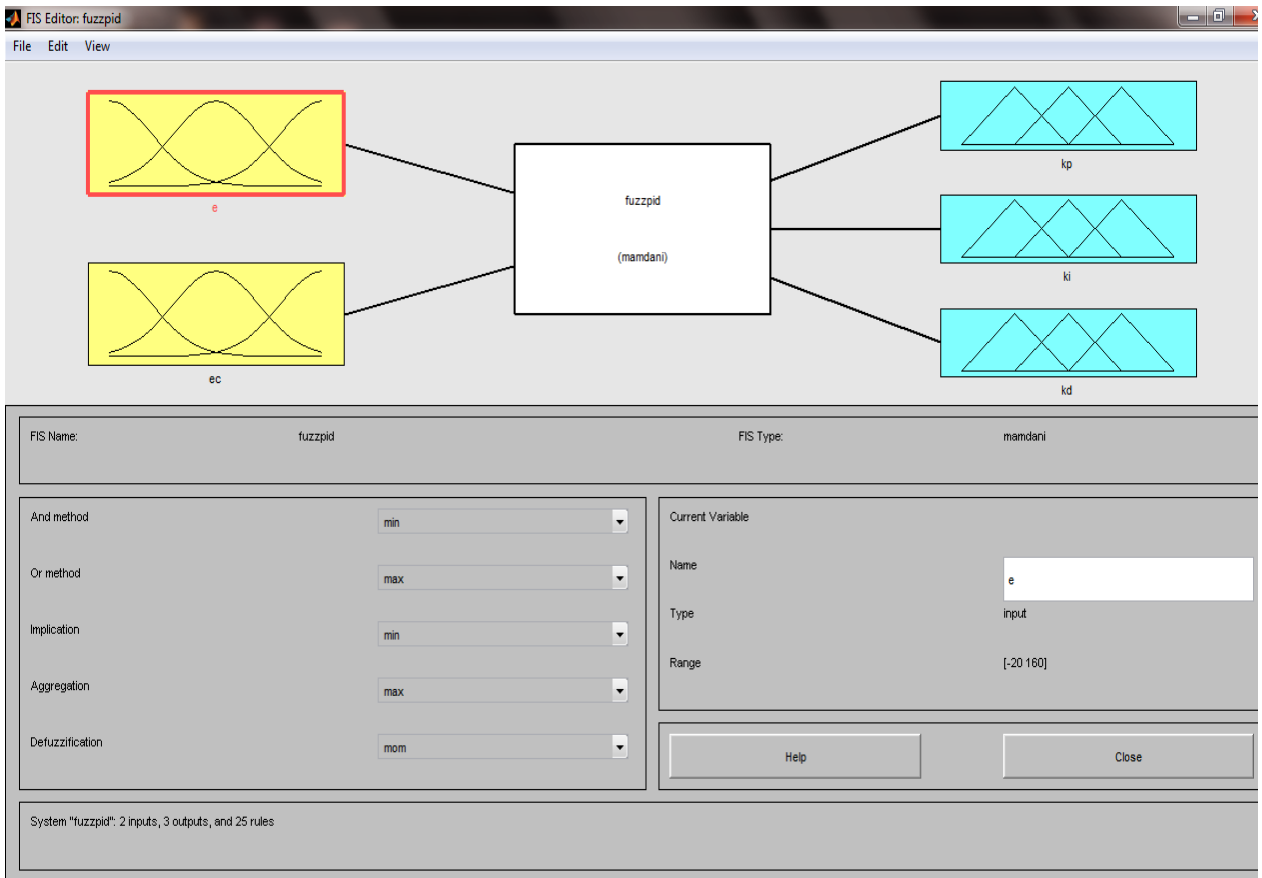 FIS Editor: fuzzpid
File Edit View
e
ec
fuzzpid
(mamdani)
kp
ki
kd
FIS Name: fuzzpid FIS Type: mamdani
And method min
Or method max
Implication min
Aggregation max
Defuzzification mom
Current Variable
Name e
Type input
Range [-20 160]
Help Close
System "fuzzpid": 2 inputs, 3 outputs, and 25 rules